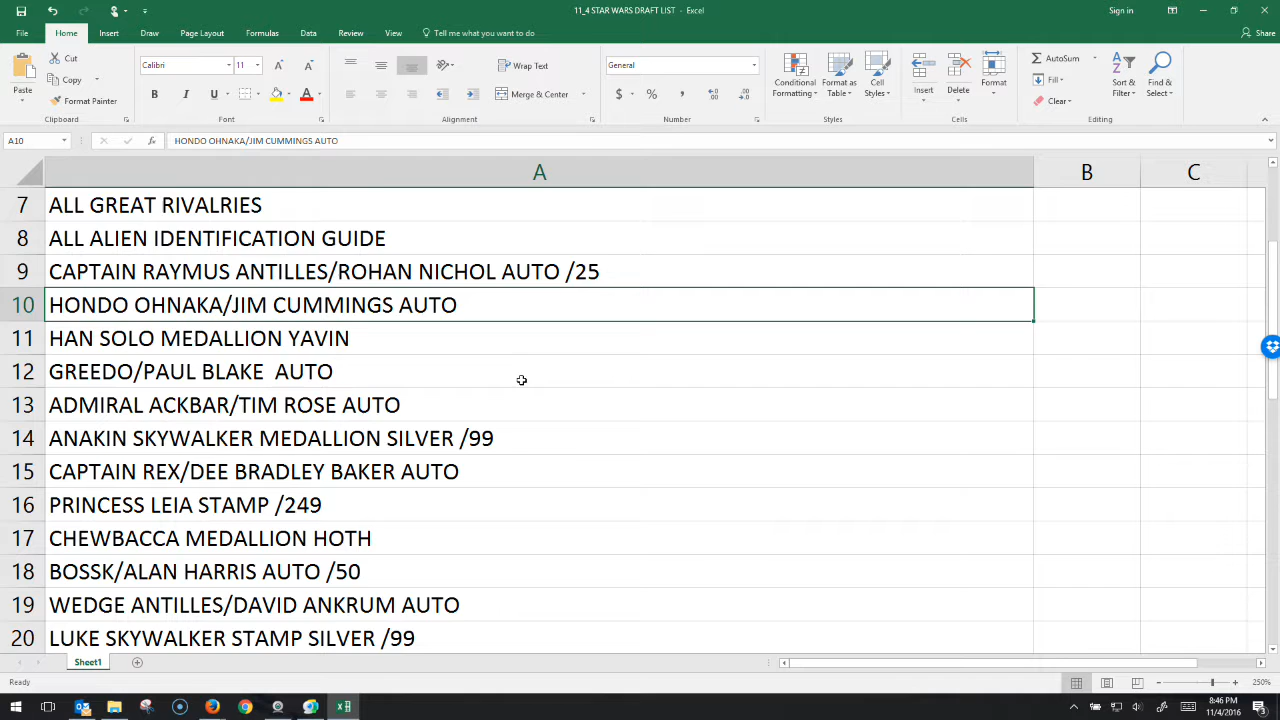 11_4 STAR WARS DRAFT LIST - Excel
Sign in
File Home Insert Draw Page Layout Formulas Data Review View Tell me what you want to do Share
Paste
Cut
Copy
Format Painter
Clipboard
Calibri 11
B I U
Font
Wrap Text
Merge & Center
Alignment
General
$ % ,
Number
Conditional Formatting
Format as Table
Cell Styles
Styles
Insert
Delete
Format
Cells
AutoSum
Fill
Clear
Sort & Filter
Find & Select
Editing
A10 fx HONDO OHNAKA/JIM CUMMINGS AUTO
A B C
7 ALL GREAT RIVALRIES
8 ALL ALIEN IDENTIFICATION GUIDE
9 CAPTAIN RAYMUS ANTILLES/ROHAN NICHOL AUTO /25
10 HONDO OHNAKA/JIM CUMMINGS AUTO
11 HAN SOLO MEDALLION YAVIN
12 GREEDO/PAUL BLAKE  AUTO
13 ADMIRAL ACKBAR/TIM ROSE AUTO
14 ANAKIN SKYWALKER MEDALLION SILVER /99
15 CAPTAIN REX/DEE BRADLEY BAKER AUTO
16 PRINCESS LEIA STAMP /249
17 CHEWBACCA MEDALLION HOTH
18 BOSSK/ALAN HARRIS AUTO /50
19 WEDGE ANTILLES/DAVID ANKRUM AUTO
20 LUKE SKYWALKER STAMP SILVER /99
Sheet1
Ready
250%
8:46 PM
11/4/2016